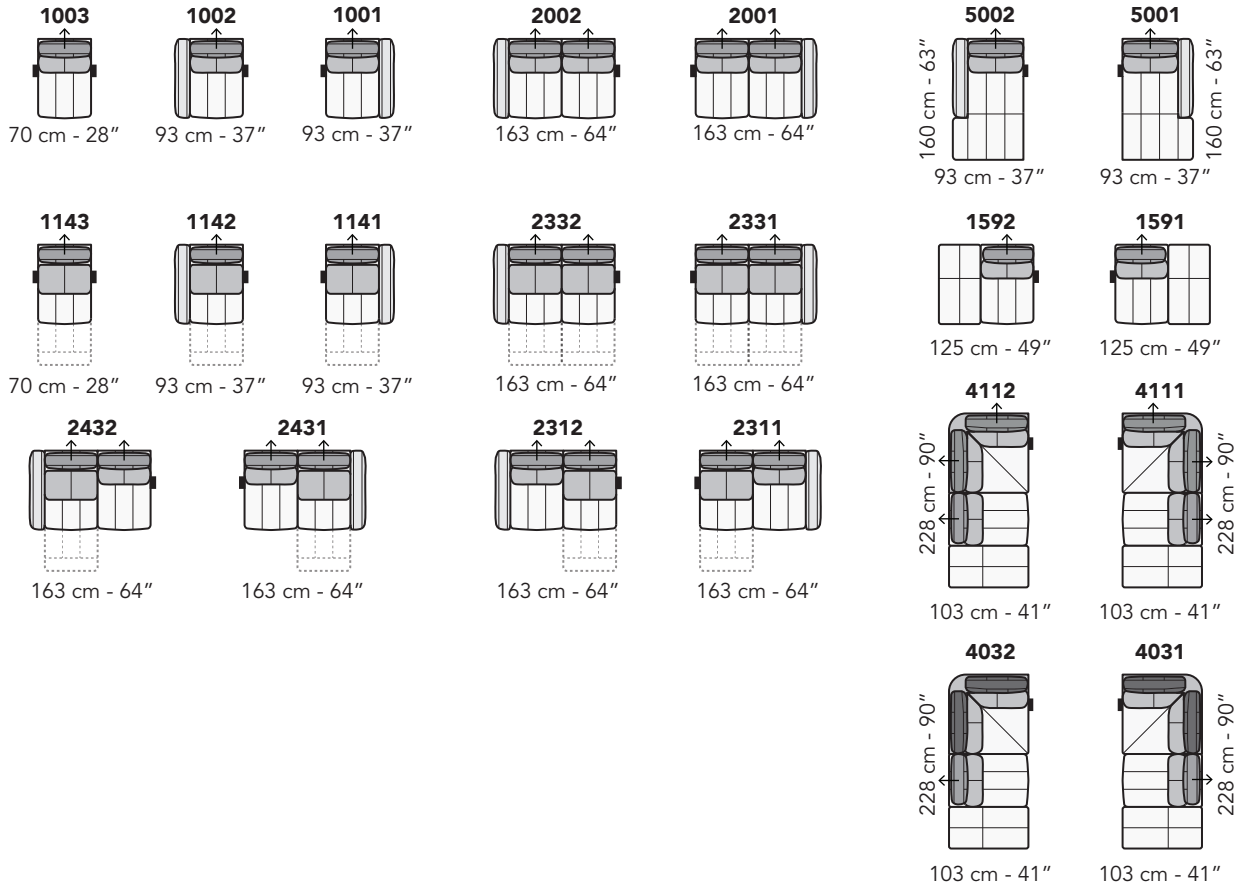 1003 1002 1001 2002 2001 5002 5001
160 cm - 63”
160 cm - 63”
70 cm - 28” 93 cm - 37” 93 cm - 37” 163 cm - 64” 163 cm - 64”
93 cm - 37” 93 cm - 37”
1143 1142 1141 2332 2331 1592 1591
125 cm - 49” 125 cm - 49”
70 cm - 28” 93 cm - 37” 93 cm - 37” 163 cm - 64” 163 cm - 64”
4112 4111
2432 2431 2312 2311
228 cm - 90”
228 cm - 90”
163 cm - 64” 163 cm - 64” 163 cm - 64” 163 cm - 64”
103 cm - 41” 103 cm - 41”
4032 4031
228 cm - 90”
228 cm - 90”
103 cm - 41” 103 cm - 41”